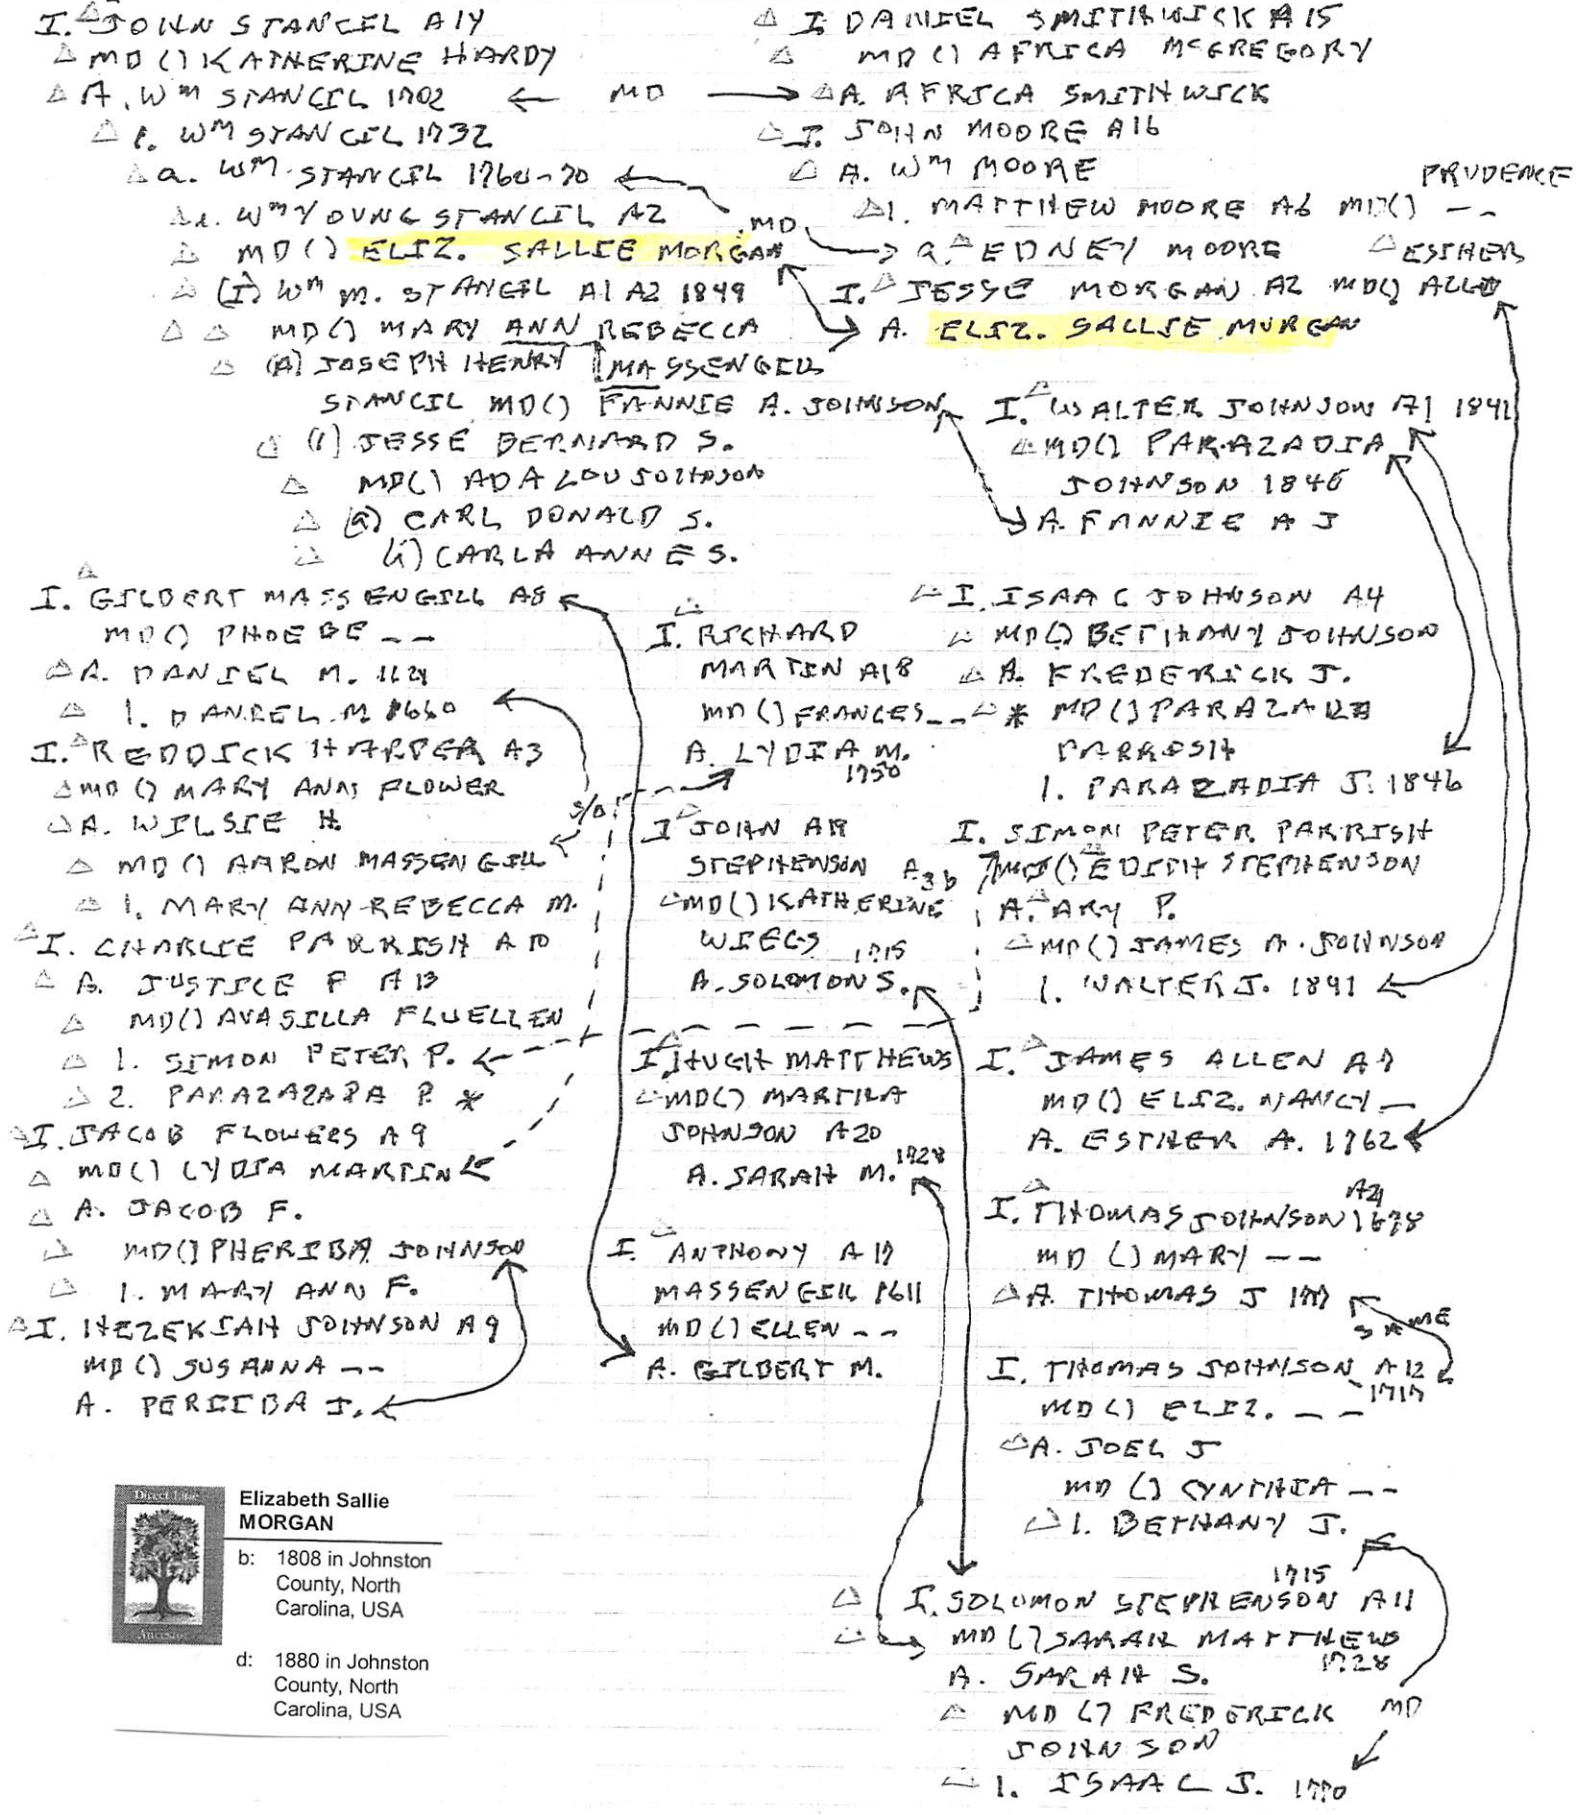 I. JOHN STANCIL A14
MD () KATHERINE HARDY
A. Wm STANCIL 1702 ← MD →
1. Wm STANCIL 1732
a. Wm STANCIL 1760-70
i. Wm YOUNG STANCIL A2
MD () ELIZ. SALLIE MORGAN
(I) Wm M. STANCIL A1 A2 1849
MD () MARY ANN REBECCA
MASSENGILL
(A) JOSEPH HENRY
STANCIL MD() FANNIE A. JOHNSON
(1) JESSE BERNARD S.
MD() ADA LOU JOHNSON
(a) CARL DONALD S.
(i) CARLA ANNE S.
I. DANIEL SMITHWICK A15
MD () AFRICA McGREGORY
A. AFRICA SMITHWICK
I. JOHN MOORE A16
A. Wm MOORE
PRUDENCE
1. MATTHEW MOORE A6 MD() --
MD
a. EDNEY MOORE
ESTHER
I. JESSE MORGAN A2 MD()
A. ELIZ. SALLIE MORGAN
I. WALTER JOHNSON A1 1841
MD() PARAZADIA
JOHNSON 1846
A. FANNIE A J
I. GILBERT MASSENGILL A8
MD() PHOEBE --
A. DANIEL M.
1. DANIEL M
I. REDDICK HARPER A3
MD () MARY ANN FLOWER
A. WILSIE H.
MD () AARON MASSENGILL
1. MARY ANN REBECCA M.
I. CHARLIE PARRISH A10
A. JUSTICE P A13
MD() AVASILLA FLUELLEN
1. SIMON PETER P.
2. PARAZAZADA P. *
I. JACOB FLOWERS A9
MD() LYDIA MARTIN
A. JACOB F.
MD() PHERIBA JOHNSON
1. MARY ANN F.
I. HEZEKIAH JOHNSON A9
MD () SUSANNA --
A. PERIIBA J.
I. RICHARD
MARTIN A18
MD () FRANCES --
A. LYDIA M.
1750
S/O
I JOHN A19
STEPHENSON A3b
MD() KATHERINE
WIEGS
1715
A. SOLOMON S.
I. HUGH MATTHEWS
MD() MARTHA
JOHNSON A20
A. SARAH M. 1728
I. ANTHONY A17
MASSENGILL 1611
MD () ELLEN --
A. GILBERT M.
I. ISAAC JOHNSON A4
MD() BETHANY JOHNSON
A. FREDERICK J.
* MD () PARAZADA
PARRISH
1. PARAZADIA J. 1846
I. SIMON PETER PARRISH
MD () EDITH STEPHENSON
A. ARY P.
MD() JAMES A. JOHNSON
1. WALTER J. 1841
I. JAMES ALLEN A7
MD () ELIZ. NANCY —
A. ESTHER A. 1762
I. THOMAS JOHNSON A21
1678
MD () MARY --
A. THOMAS J 1717
SAME
I. THOMAS JOHNSON A12
1717
MD () ELIZ. --
A. JOEL J
MD () CYNTHIA --
1. BETHANY J.
1715
I. SOLOMON STEPHENSON A11
MD () SARAH MATTHEWS
1728
A. SARAH S.
MD () FREDERICK
JOHNSON
MD
1. ISAAC J. 1770
Direct Line
Ancestor
Elizabeth Sallie
MORGAN
b: 1808 in Johnston
County, North
Carolina, USA
d: 1880 in Johnston
County, North
Carolina, USA